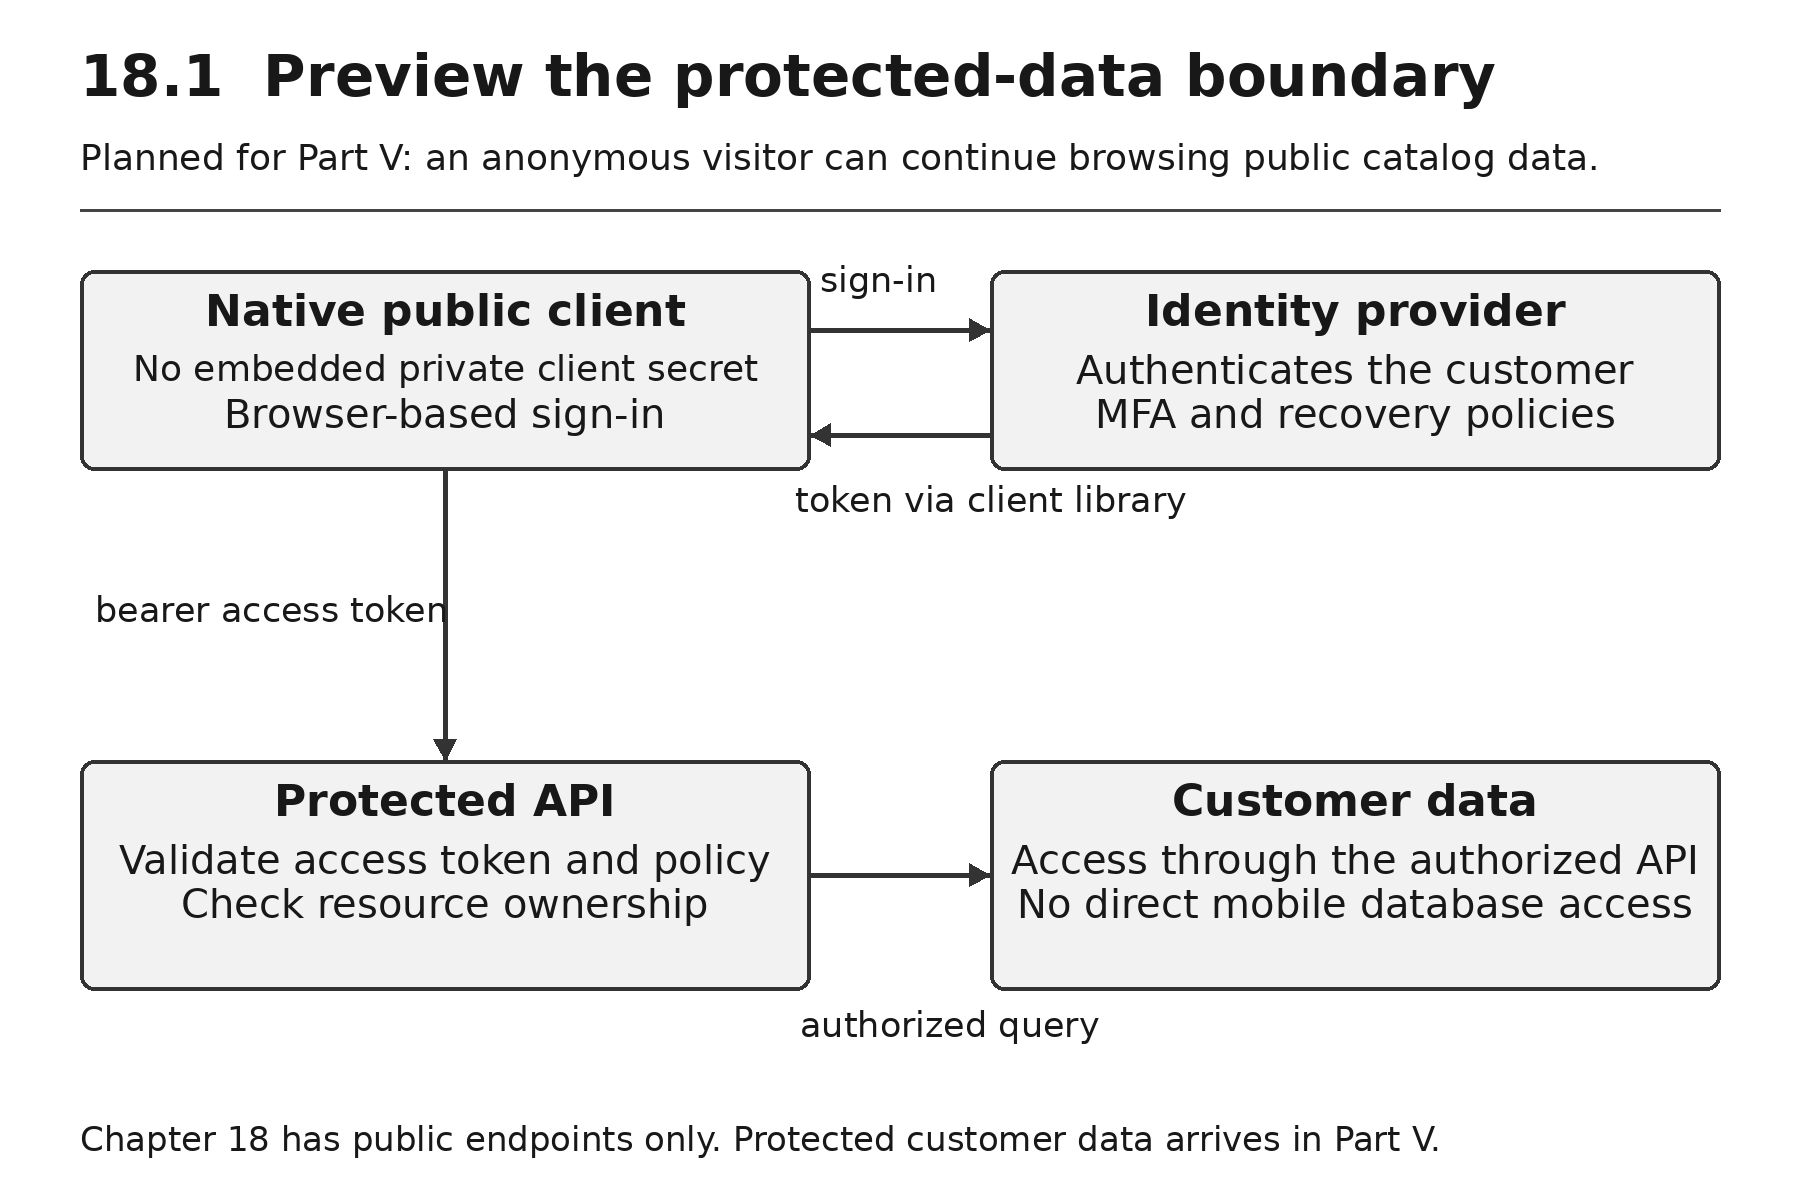 18.1 Preview the protected-data boundary
Planned for Part V: an anonymous visitor can continue browsing public catalog data.
Native public client
No embedded private client secret
Browser-based sign-in
sign-in
Identity provider
Authenticates the customer
MFA and recovery policies
token via client library
bearer access token
Protected API
Validate access token and policy
Check resource ownership
Customer data
Access through the authorized API
No direct mobile database access
authorized query
Chapter 18 has public endpoints only. Protected customer data arrives in Part V.